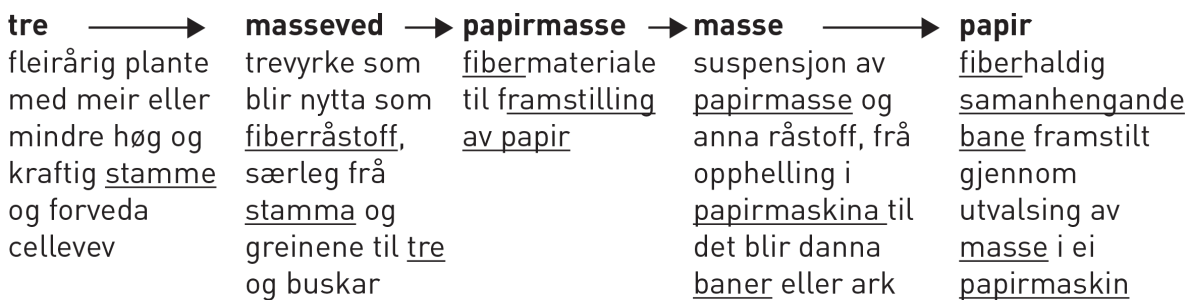 tre → masseved → papirmasse → masse → papir
fleirårig plante
med meir eller
mindre høg og
kraftig stamme
og forveda
cellevev
trevyrke som
blir nytta som
fiberråstoff,
særleg frå
stamma og
greinene til tre
og buskar
fibermateriale
til framstilling
av papir
suspensjon av
papirmasse og
anna råstoff, frå
opphelling i
papirmaskina til
det blir danna
baner eller ark
fiberhaldig
samanhengande
bane framstilt
gjennom
utvalsing av
masse i ei
papirmaskin